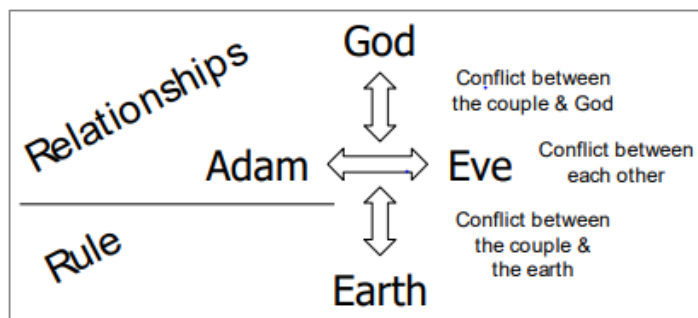 God
Relationships
Conflict between
the couple & God
Adam
Eve
Conflict between
each other
Rule
Conflict between
the couple &
the earth
Earth